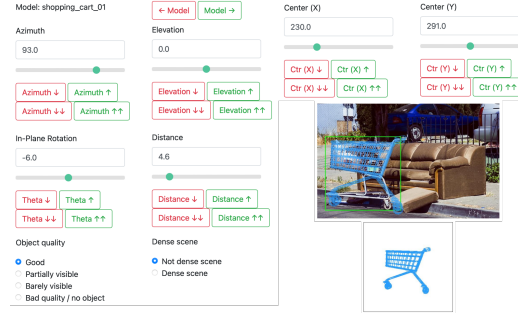 Model: shopping_cart_01
← Model
Model →
Azimuth
93.0
Azimuth ↓
Azimuth ↑
Azimuth ↓↓
Azimuth ↑↑
Elevation
0.0
Elevation ↓
Elevation ↑
Elevation ↓↓
Elevation ↑↑
In-Plane Rotation
-6.0
Theta ↓
Theta ↑
Theta ↓↓
Theta ↑↑
Distance
4.6
Distance ↓
Distance ↑
Distance ↓↓
Distance ↑↑
Object quality
Good
Partially visible
Barely visible
Bad quality / no object
Dense scene
Not dense scene
Dense scene
Center (X)
230.0
Ctr (X) ↓
Ctr (X) ↑
Ctr (X) ↓↓
Ctr (X) ↑↑
Center (Y)
291.0
Ctr (Y) ↓
Ctr (Y) ↑
Ctr (Y) ↓↓
Ctr (Y) ↑↑